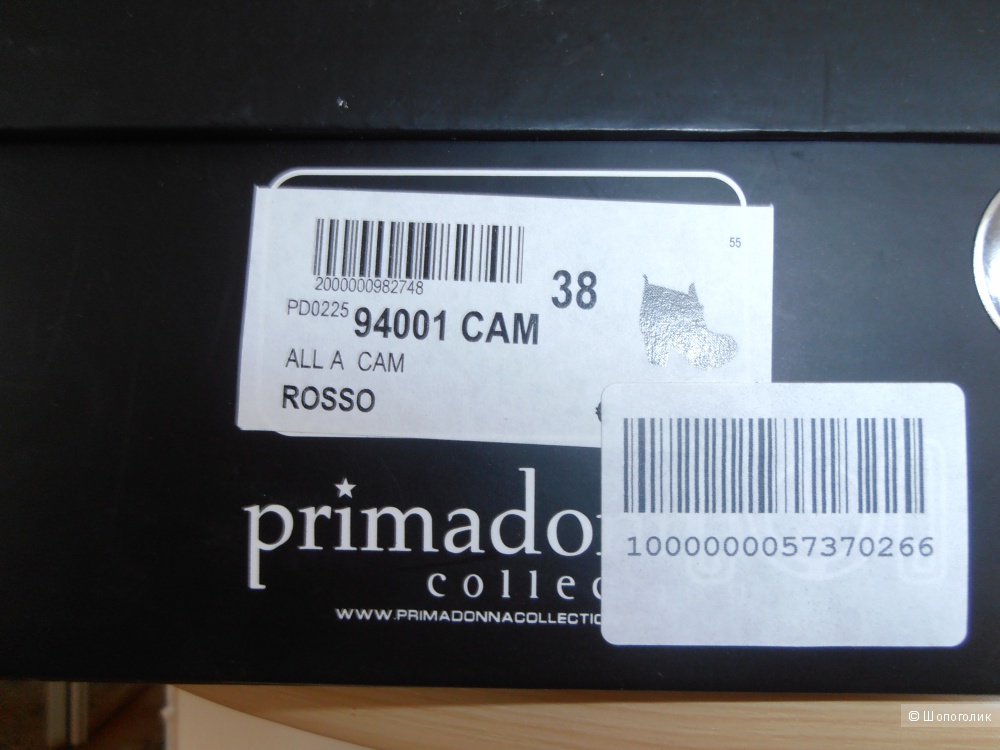 55
2000000982748
38
PD0225 94001 CAM
ALL A CAM
ROSSO
1000000057370266
primado
collec
WWW.PRIMADONNACOLLECTIO
© Шопоголик